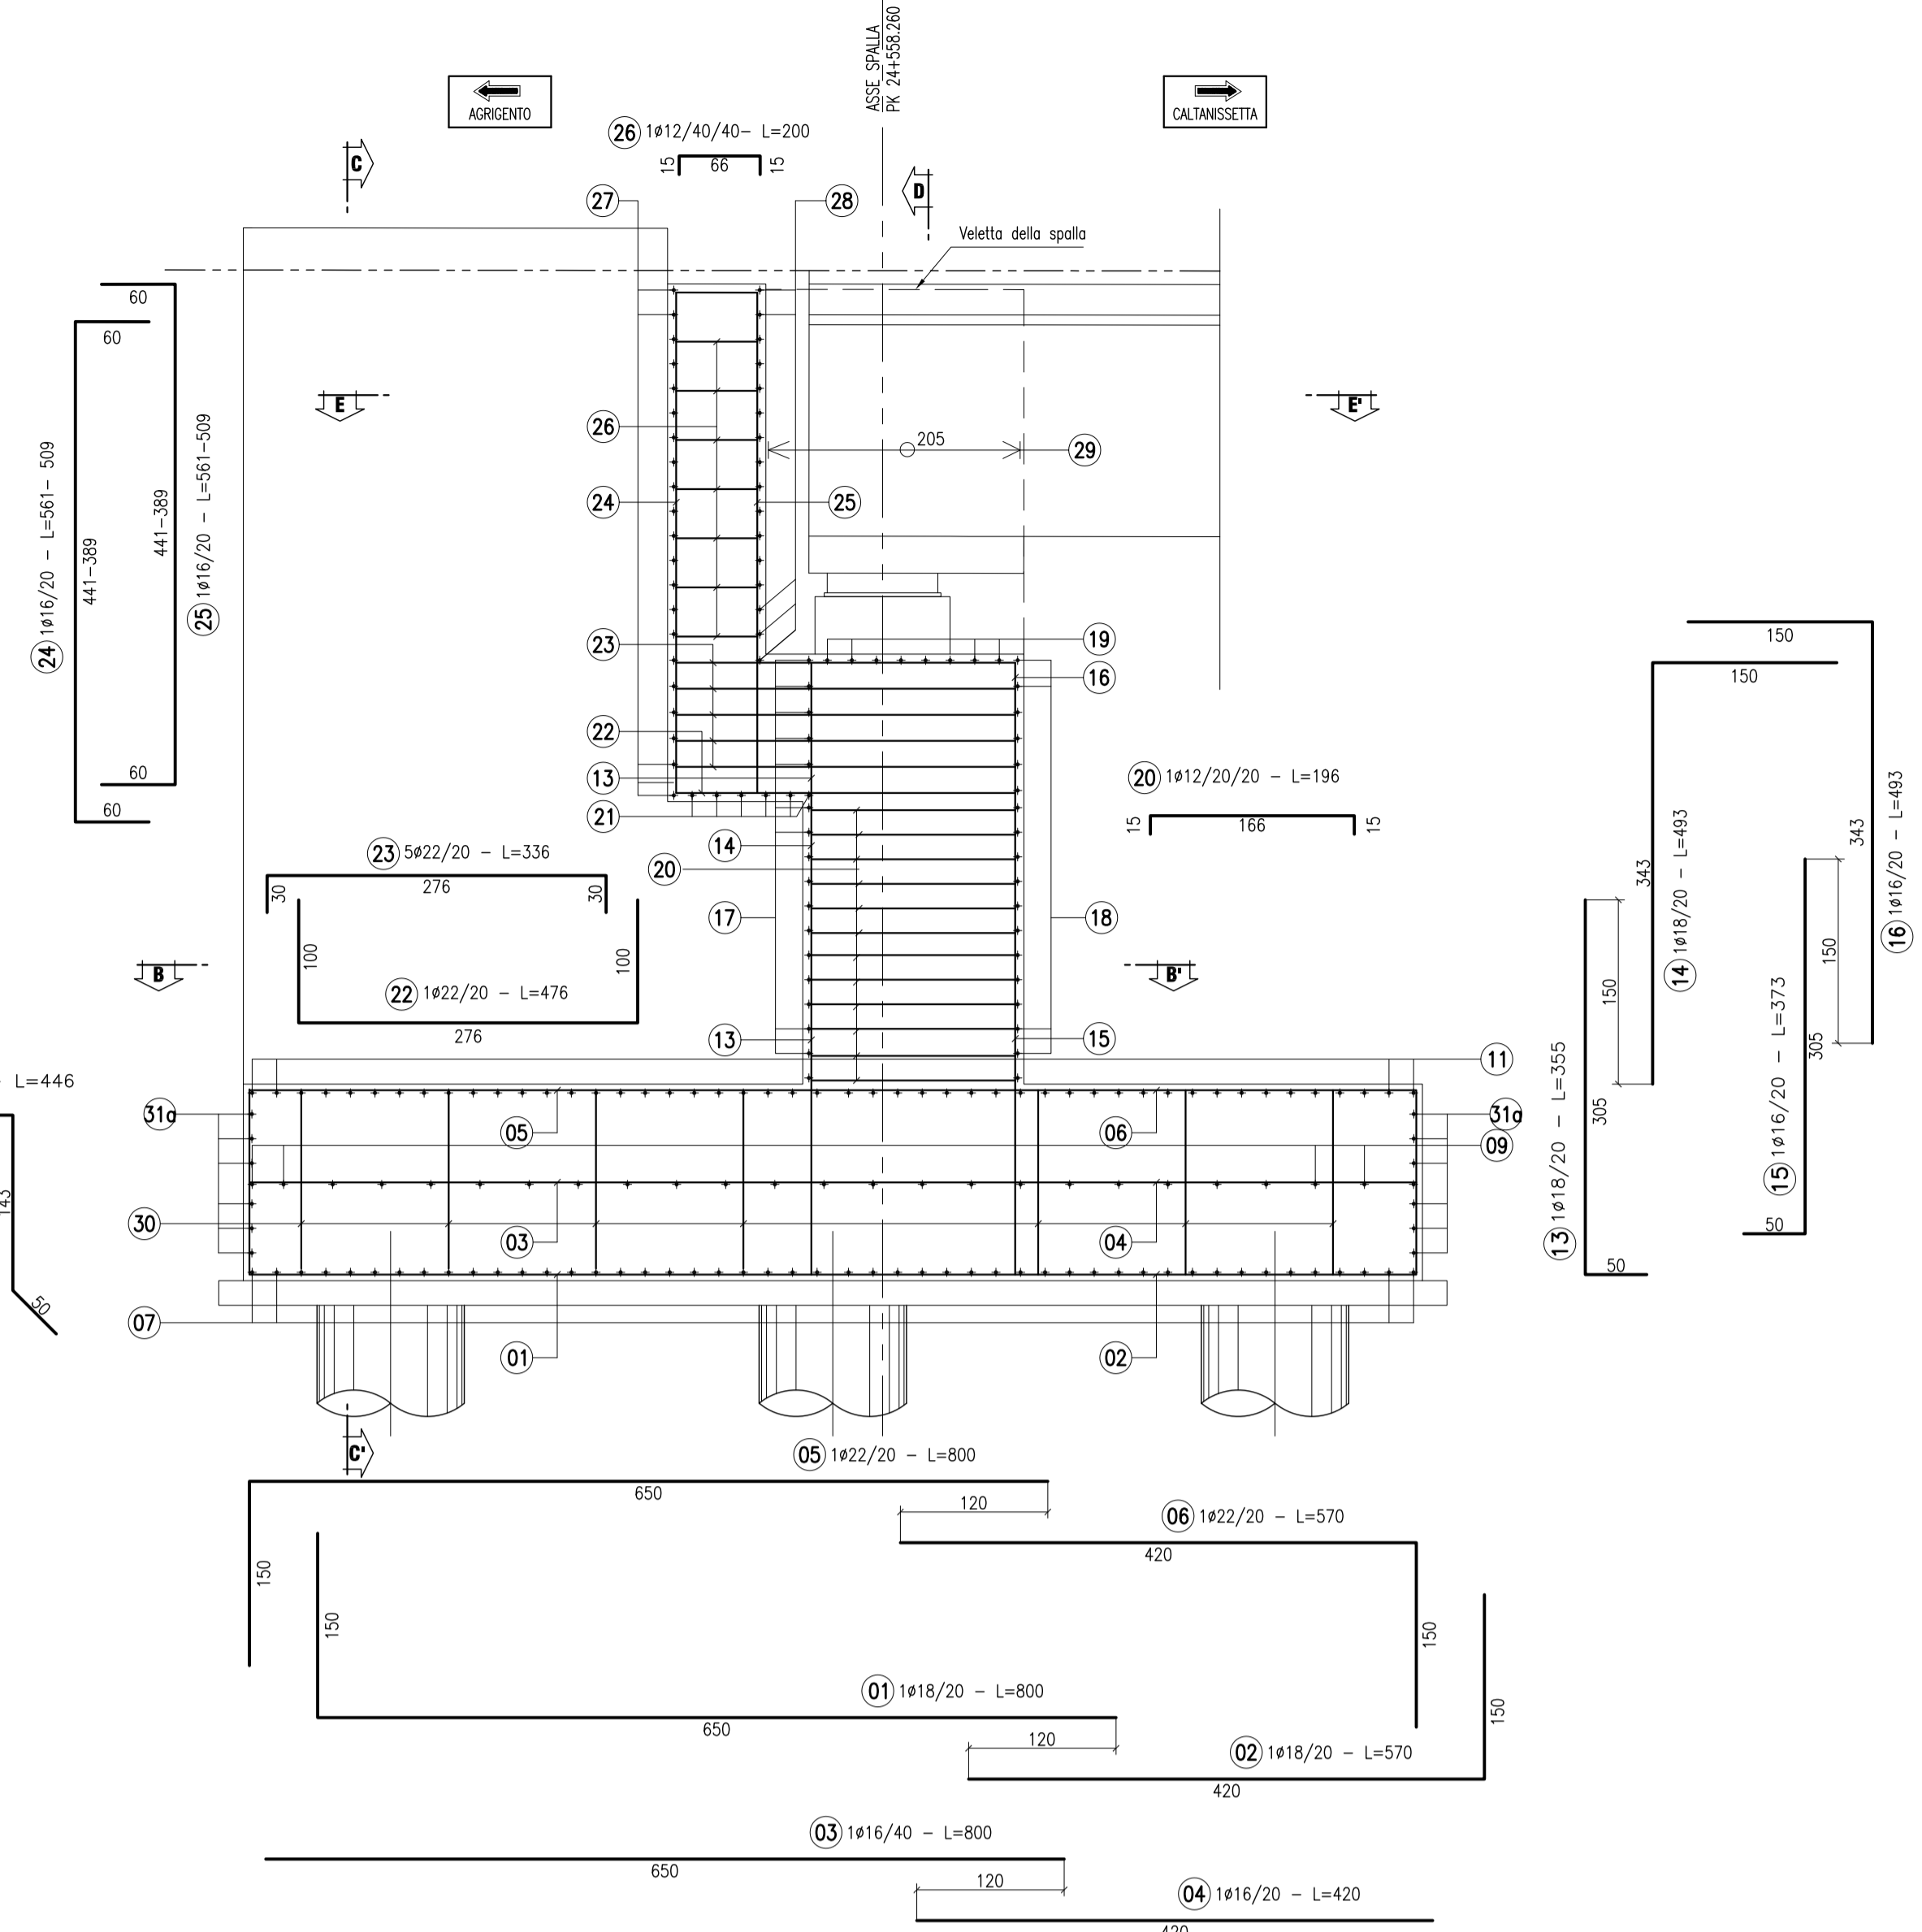 ASSE SPALLA
PK 24+558.260
AGRIGENTO
CALTANISSETTA
26 1ø12/40/40- L=200
15 66 15
C
D
27
28
Veletta della spalla
60
60
E
E'
26
205
29
24
25
24 1ø16/20 - L=561- 509
441-389
441-389
25 1ø16/20 - L=561-509
60
60
23
19
16
22
13
21
14
20
17
18
13
15
20 1ø12/20/20 - L=196
15 166 15
150
150
343
14 1ø18/20 - L=493
343
16 1ø16/20 - L=493
150
150
13 1ø18/20 - L=355
305
50
15 1ø16/20 - L=373
305
50
23 5ø22/20 - L=336
30 276 30
100 100
22 1ø22/20 - L=476
276
B
B'
L=446
143
50
11
31a
05
06
31a
09
30
03
04
07
01
02
C'
05 1ø22/20 - L=800
650
120
150
06 1ø22/20 - L=570
420
150
150
01 1ø18/20 - L=800
650
120
02 1ø18/20 - L=570
420
150
03 1ø16/40 - L=800
650
120
04 1ø16/20 - L=420
420